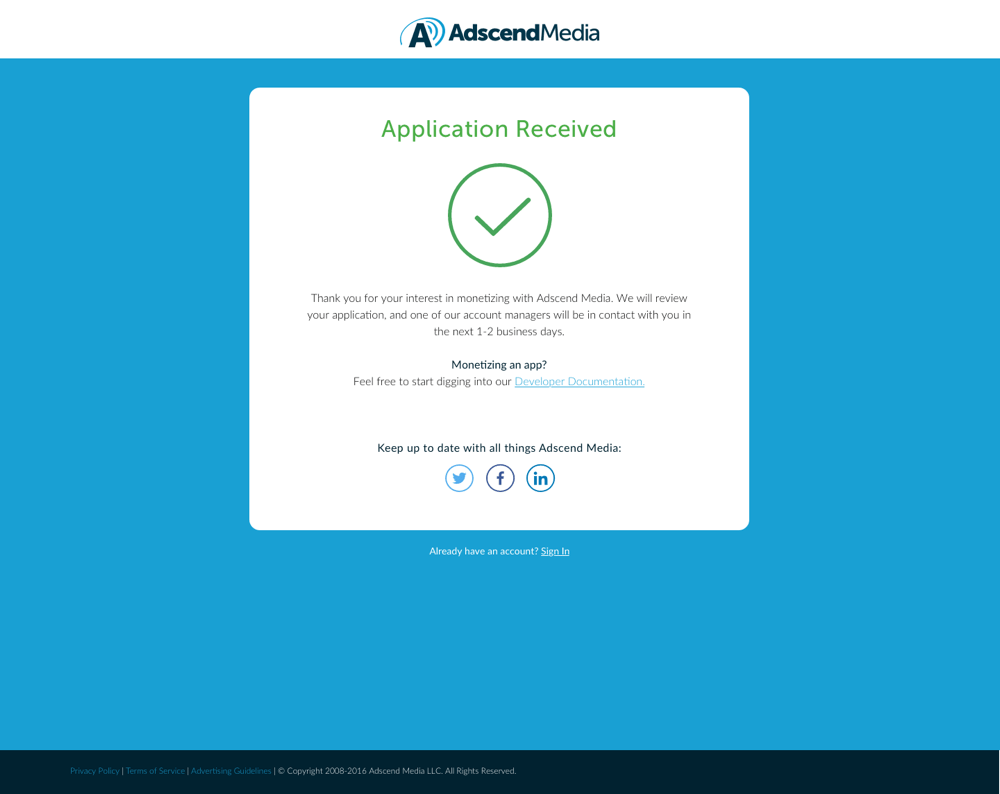 AdscendMedia
Application Received
Thank you for your interest in monetizing with Adscend Media. We will review
your application, and one of our account managers will be in contact with you in
the next 1-2 business days.
Monetizing an app?
Feel free to start digging into our Developer Documentation.
Keep up to date with all things Adscend Media:
Already have an account? Sign In
Privacy Policy | Terms of Service | Advertising Guidelines | © Copyright 2008-2016 Adscend Media LLC. All Rights Reserved.